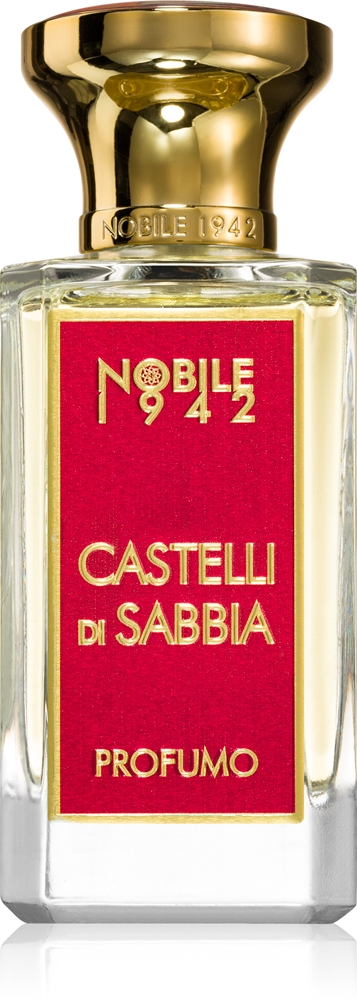 NOBILE 1942
NOBILE
1942
CASTELLI
DI SABBIA
PROFUMO